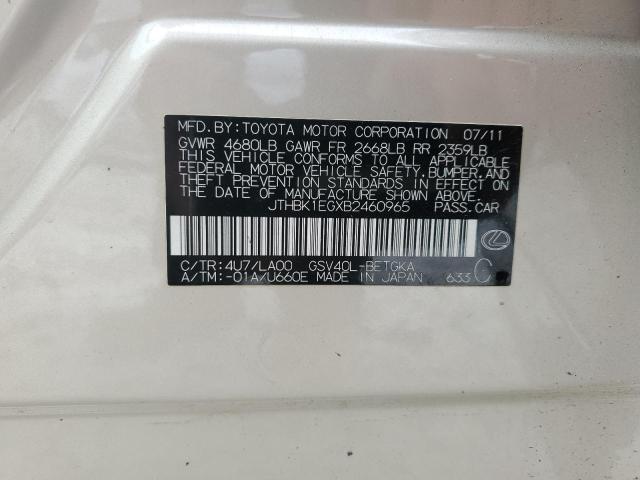 MFD. BY: TOYOTA MOTOR CORPORATION 07/11
GVWR 4680LB GAWR FR 2668LB RR 2359LB
THIS VEHICLE CONFORMS TO ALL APPLICABLE
FEDERAL MOTOR VEHICLE SAFETY, BUMPER, AND
THEFT PREVENTION STANDARDS IN EFFECT ON
THE DATE OF MANUFACTURE SHOWN ABOVE.
JTHBK1EGXB2460965 PASS. CAR
C/TR: 4U7/LA00 GSV40L-BETGKA
A/TM: -01A/U660E MADE IN JAPAN 633 C